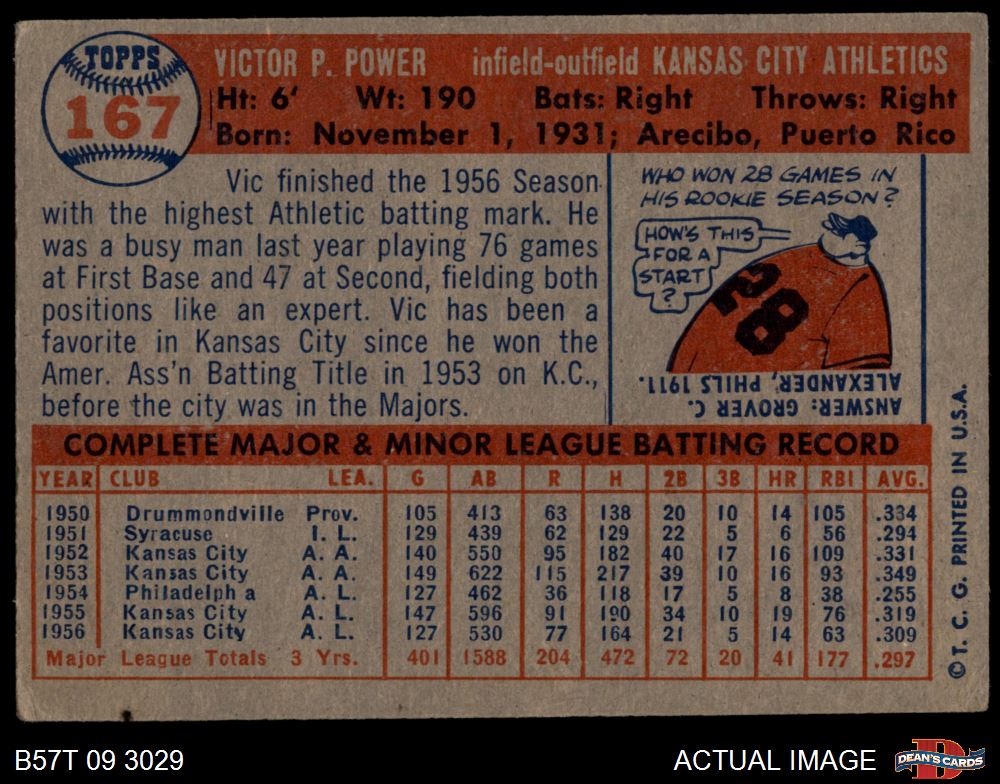 TOPPS
167
VICTOR P. POWER infield-outfield KANSAS CITY ATHLETICS
Ht: 6' Wt: 190 Bats: Right Throws: Right
Born: November 1, 1931; Arecibo, Puerto Rico
Vic finished the 1956 Season
with the highest Athletic batting mark. He
was a busy man last year playing 76 games
at First Base and 47 at Second, fielding both
positions like an expert. Vic has been a
favorite in Kansas City since he won the
Amer. Ass'n Batting Title in 1953 on K.C.,
before the city was in the Majors.
WHO WON 28 GAMES IN
HIS ROOKIE SEASON?
HOW'S THIS
FOR A
START
?
28
ANSWER: GROVER C.
ALEXANDER, PHILS 1911.
COMPLETE MAJOR & MINOR LEAGUE BATTING RECORD
YEAR CLUB LEA. G AB R H 2B 3B HR RBI AVG.
1950 Drummondville Prov. 105 413 63 138 20 10 14 105 .334
1951 Syracuse I. L. 129 439 62 129 22 5 6 56 .294
1952 Kansas City A. A. 140 550 95 182 40 17 16 109 .331
1953 Kansas City A. A. 149 622 115 217 39 10 16 93 .349
1954 Philadelph a A. L. 127 462 36 118 17 5 8 38 .255
1955 Kansas City A. L. 147 596 91 190 34 10 19 76 .319
1956 Kansas City A. L. 127 530 77 164 21 5 14 63 .309
Major League Totals 3 Yrs. 401 1588 204 472 72 20 41 177 .297
© T. C. G. PRINTED IN U.S.A.
B57T 09 3029
ACTUAL IMAGE
D
DEAN'S CARDS